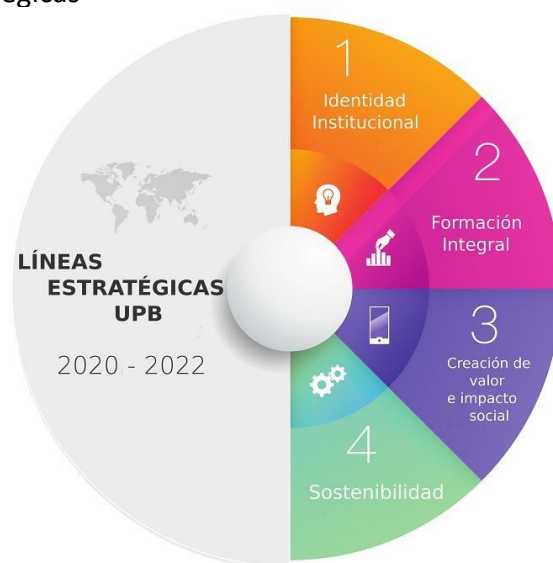 LÍNEAS
ESTRATÉGICAS
UPB
2020 - 2022
1
Identidad
Institucional
2
Formación
Integral
3
Creación de
valor
e impacto
social
4
Sostenibilidad